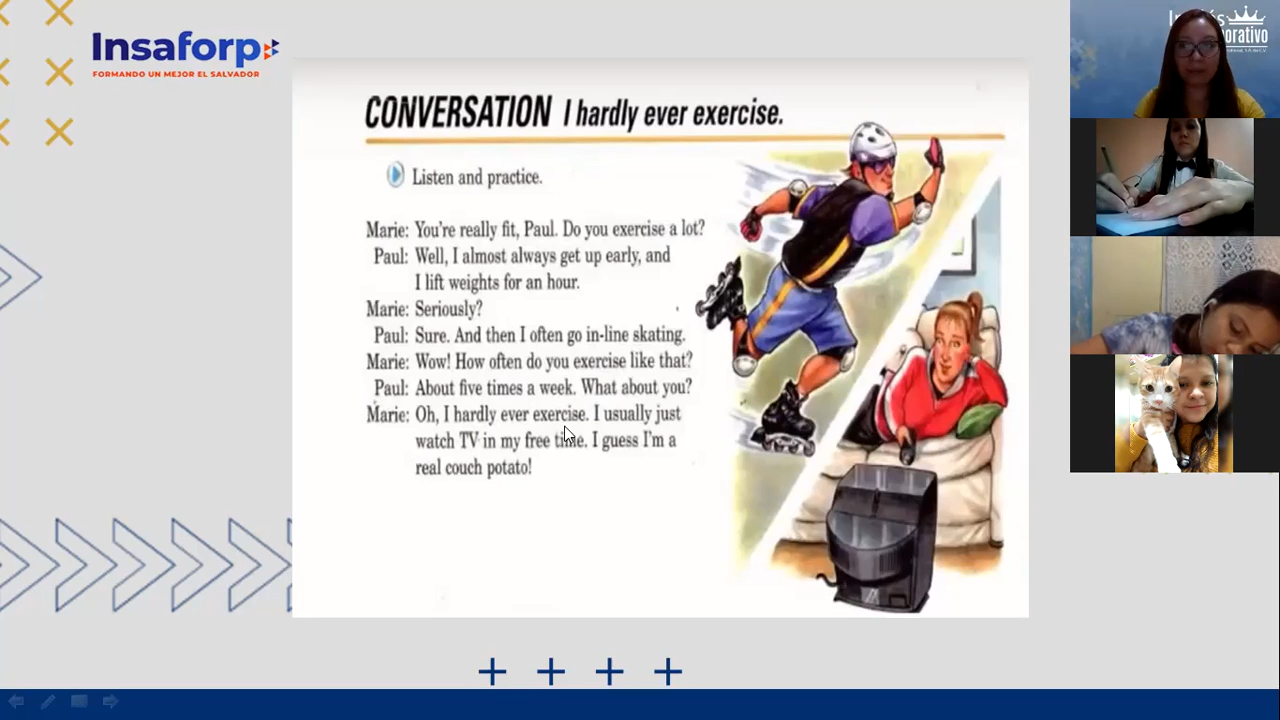 Insaforp
FORMANDO UN MEJOR EL SALVADOR
CONVERSATION I hardly ever exercise.
Listen and practice.
Marie: You're really fit, Paul. Do you exercise a lot?
Paul: Well, I almost always get up early, and
I lift weights for an hour.
Marie: Seriously?
Paul: Sure. And then I often go in-line skating.
Marie: Wow! How often do you exercise like that?
Paul: About five times a week. What about you?
Marie: Oh, I hardly ever exercise. I usually just
watch TV in my free time. I guess I'm a
real couch potato!